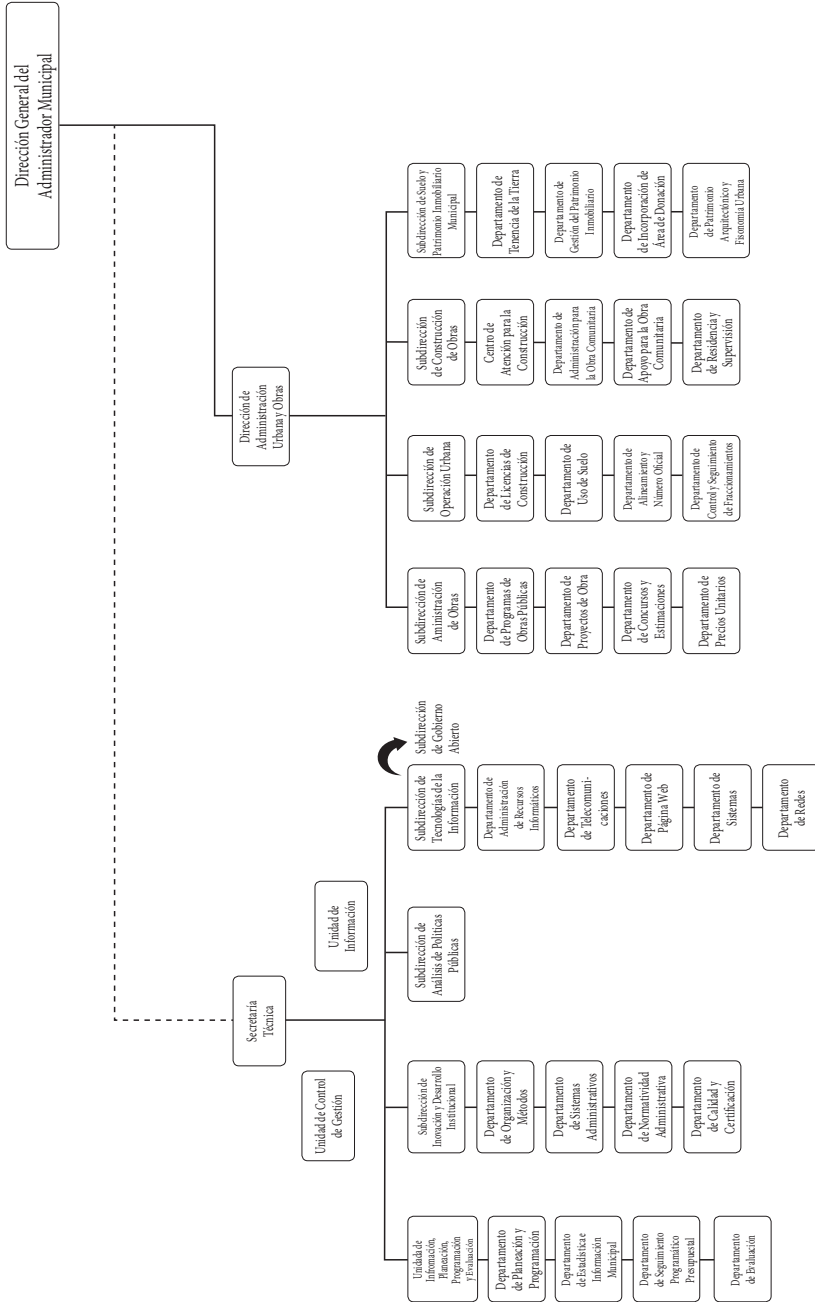 Dirección General del
Administrador Municipal
Secretaría
Técnica
Unidad de Control
de Gestión
Unidad de
Información
Unidad de
Infromación,
Planeación,
Programación
y Evaluación
Departamento
de Planeación y
Programación
Departamento
de Estadística e
Información
Municipal
Departamento
de Seguimiento
Programático
Presupuestal
Departamento
de Evaluación
Subdirección de
Inovación y Desarrollo
Institucional
Departamento
de Organización y
Métodos
Departamento
de Sistemas
Administrativos
Departamento
de Normatividad
Administrativa
Departamento
de Calidad y
Certificación
Subdirección de
Análisis de Políticas
Públicas
Subdirección de
Tecnologías de la
Información
Subdirección
de Gobierno
Abierto
Departamento de
Administración
de Recursos
Informáticos
Departamento
de Telecomuni-
caciones
Departamento de
Página Web
Departamento de
Sistemas
Departamento
de Redes
Dirección de
Administración
Urbana y Obras
Subdirección de
Aministración
de Obras
Departamento
de Programas de
Obras Públicas
Departamento de
Proyectos de Obra
Departamento
de Concursos y
Estimaciones
Departamento de
Precios Unitarios
Subdirección de
Operación Urbana
Departamento
de Licencias de
Construcción
Departamento de
Uso de Suelo
Departamento de
Alineamiento y
Número Oficial
Departamento de
Control y Seguimiento
de Fraccionamientos
Subdirección
de Construcción
de Obras
Centro de
Atención para la
Construcción
Departamento de
Administración para
la Obra Comunitaria
Departamento de
Apoyo para la Obra
Comunitaria
Departamento
de Residencia y
Supervisión
Subdirección de Suelo y
Patrimonio Inmobiliario
Municipal
Departamento de
Tenencia de la Tierra
Departamento de
Gestión del Patrimonio
Inmobiliario
Departamento
de Incorporación de
Área de Donación
Departamento
de Patrimonio
Arquitectónico y
Fisonomía Urbana